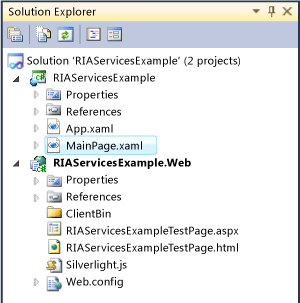 Solution Explorer
Solution 'RIAServicesExample' (2 projects)
RIAServicesExample
Properties
References
App.xaml
MainPage.xaml
RIAServicesExample.Web
Properties
References
ClientBin
RIAServicesExampleTestPage.aspx
RIAServicesExampleTestPage.html
Silverlight.js
Web.config